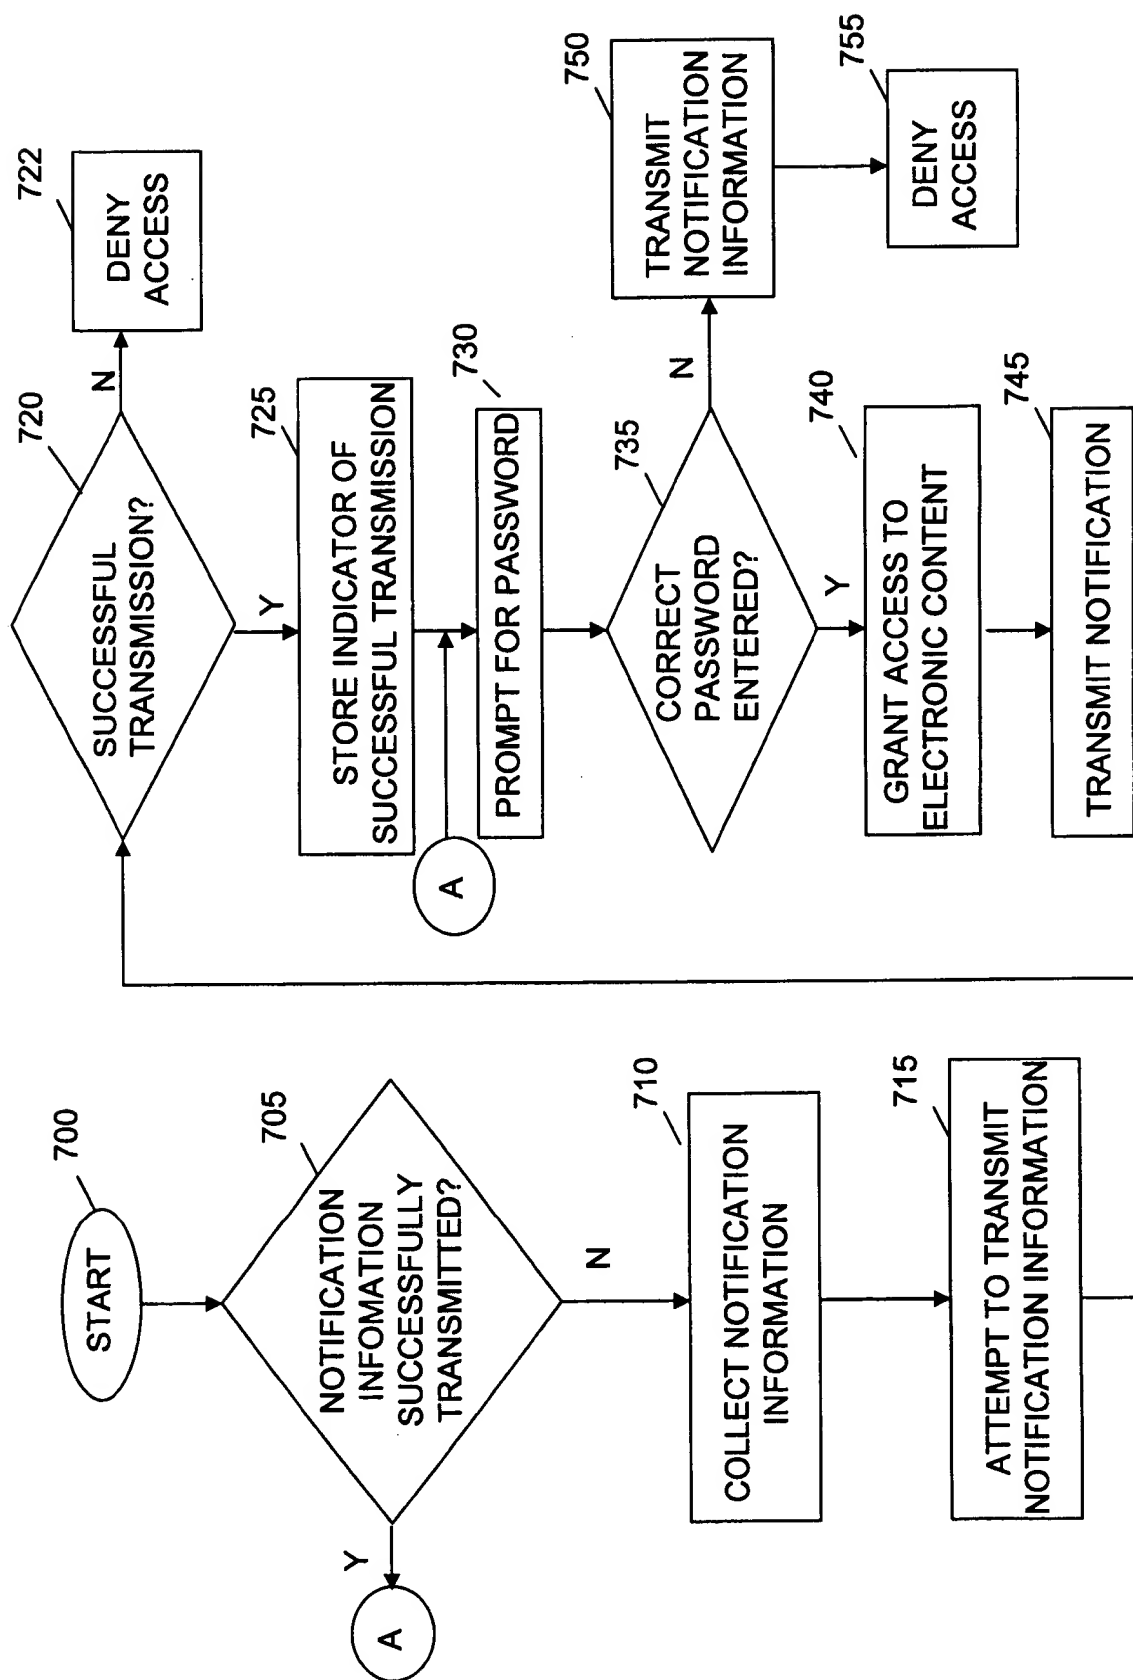 700
START
705
NOTIFICATION
INFOMATION
SUCCESSFULLY
TRANSMITTED?
Y
A
N
710
COLLECT NOTIFICATION
INFORMATION
715
ATTEMPT TO TRANSMIT
NOTIFICATION INFORMATION
720
SUCCESSFUL
TRANSMISSION?
N
722
DENY
ACCESS
Y
725
STORE INDICATOR OF
SUCCESSFUL TRANSMISSION
A
730
PROMPT FOR PASSWORD
735
CORRECT
PASSWORD
ENTERED?
N
750
TRANSMIT
NOTIFICATION
INFORMATION
755
DENY
ACCESS
Y
740
GRANT ACCESS TO
ELECTRONIC CONTENT
745
TRANSMIT NOTIFICATION